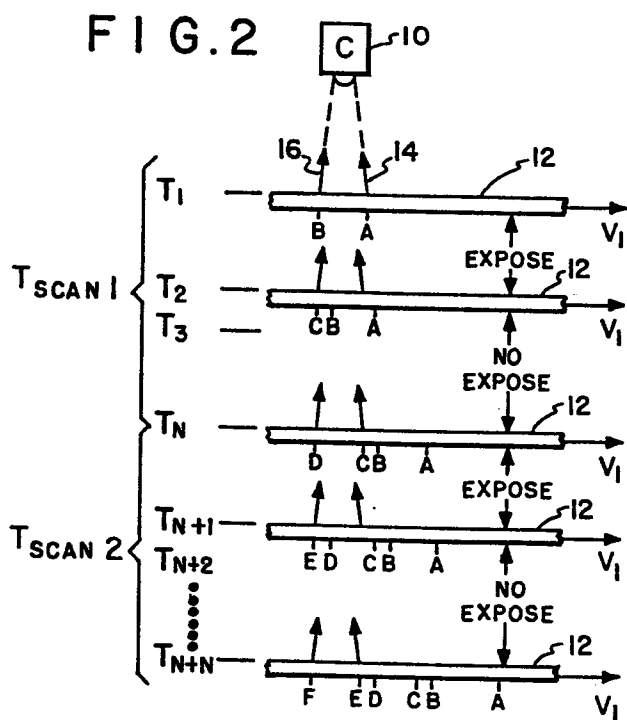 FIG.2
C 10
16 14
T1 12
B A V1
EXPOSE
TSCAN 1
T2 12
T3 C B A V1
NO
EXPOSE
TN 12
D C B A V1
EXPOSE
TN+1 12
TSCAN 2
E D C B A V1
TN+2
NO
EXPOSE
TN+N 12
F E D C B A V1